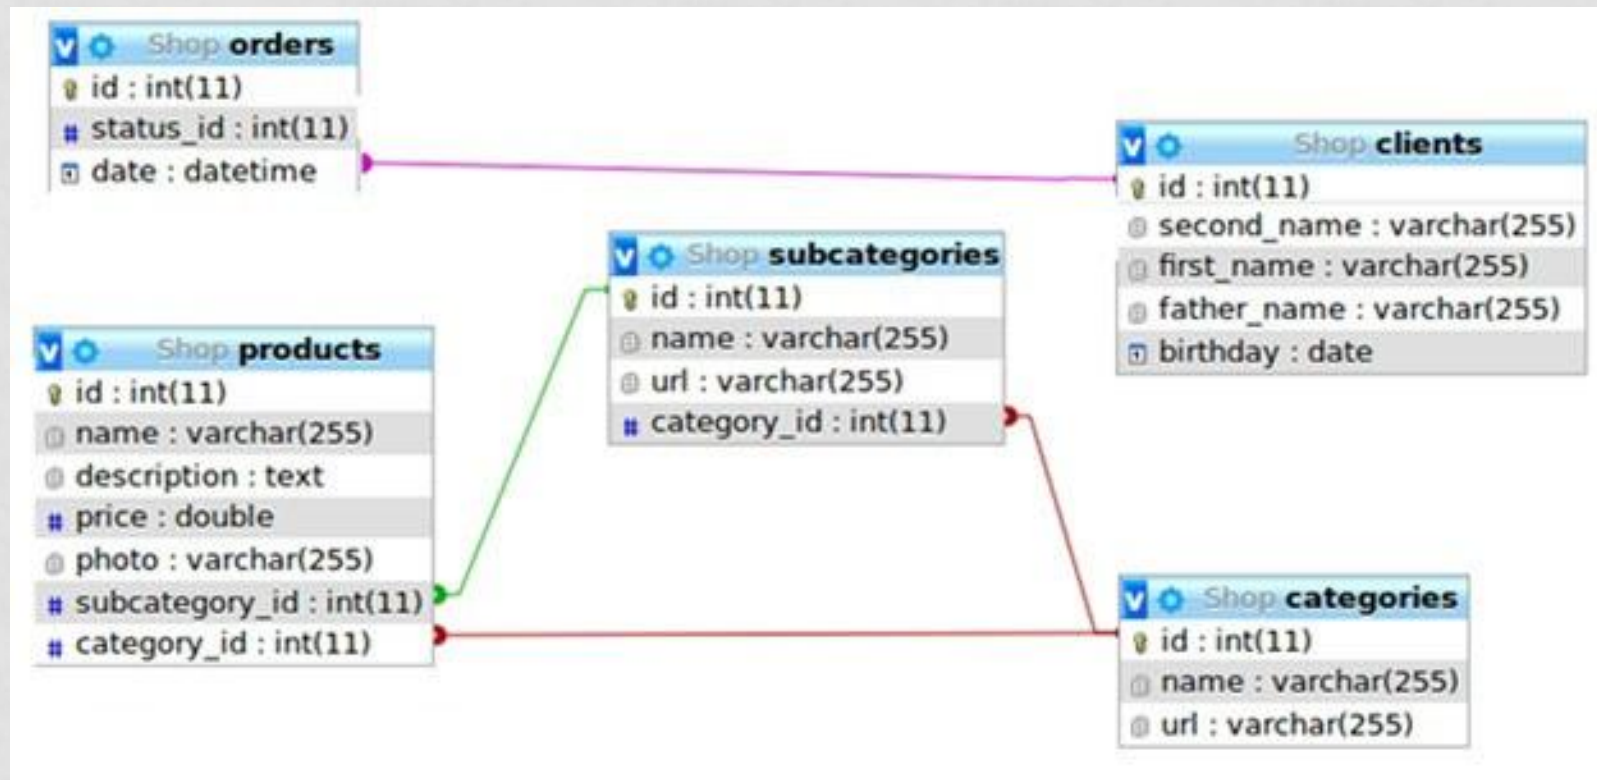 Shop orders
id : int(11)
status_id : int(11)
date : datetime
Shop clients
id : int(11)
second_name : varchar(255)
first_name : varchar(255)
father_name : varchar(255)
birthday : date
Shop subcategories
id : int(11)
name : varchar(255)
url : varchar(255)
category_id : int(11)
Shop products
id : int(11)
name : varchar(255)
description : text
price : double
photo : varchar(255)
subcategory_id : int(11)
category_id : int(11)
Shop categories
id : int(11)
name : varchar(255)
url : varchar(255)